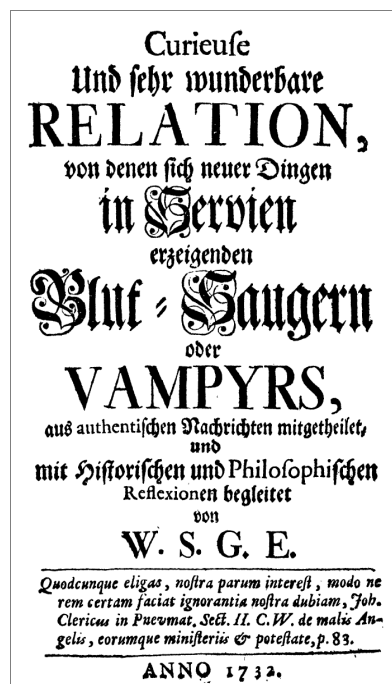 Curieuſe
Und ſehr wunderbare
RELATION,
von denen ſich neuer Dingen
in Servien
erzeigenden
Blut-Saugern
oder
VAMPYRS,
aus authentiſchen Nachrichten mitgetheilet,
und
mit Hiſtoriſchen und Philoſophiſchen
Reflexionen begleitet
von
W. S. G. E.
Quodcunque eligas, noſtra parum intereſt, modo ne
rem certam faciat ignorantia noſtra dubiam, Joh.
Clericus in Pnevmat. Sect. II. C. W. de malis An-
gelis, eorumque miniſteriis & poteſtate, p. 83.
ANNO 1732.